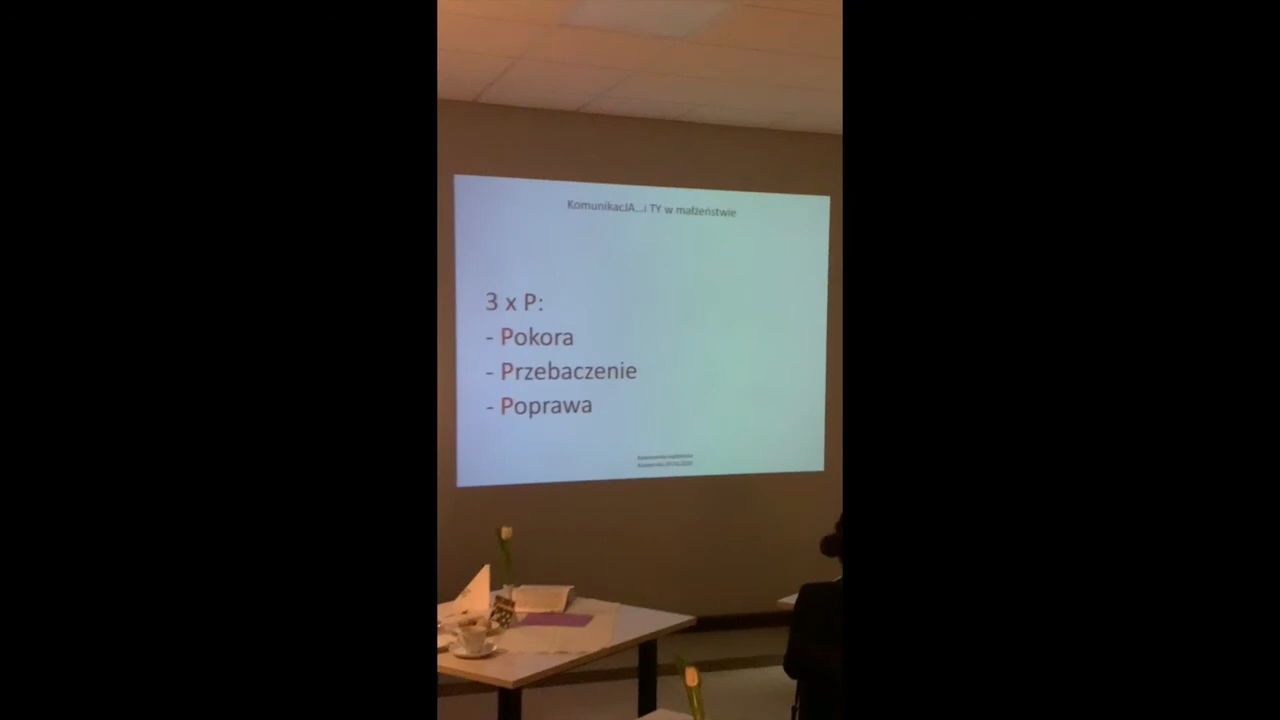 KomunikacJA...i TY w małżeństwie
3 x P:
- Pokora
- Przebaczenie
- Poprawa